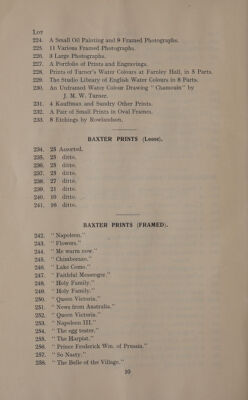 Lot
224. A Small Oil Painting and 9 Framed Photographs.
225. 11 Various Framed Photographs.
226. 3 Large Photographs.
227. A Portfolio of Prints and Engravings.
228. Prints of Turner's Water Colours at Farnley Hall, in 5 Parts.
229. The Studio Library of English Water Colours in 8 Parts.
230. An Unframed Water Colour Drawing "Chamouin" by
J. M. W. Turner.
231. 4 Kauffman and Sundry Other Prints.
232. A Pair of Small Prints in Oval Frames.
233. 8 Etchings by Rowlandson.
BAXTER PRINTS (Loose).
234. 25 Assorted.
235. 25 ditto.
236. 25 ditto.
237. 25 ditto.
238. 27 ditto.
239. 21 ditto.
240. 10 ditto.
241. 16 ditto.
BAXTER PRINTS (FRAMED).
242. "Napoleon."
243. "Flowers."
244. "Me warm now."
245. "Chimborazo."
246. "Lake Como."
247. "Faithful Messenger."
248. "Holy Family."
249. "Holy Family."
250. "Queen Victoria."
251. "News from Australia."
252. "Queen Victoria."
253. "Napoleon III."
254. "The egg tester."
255. "The Harpist."
256. "Prince Frederick Wm. of Prussia."
257. "So Nasty."
258. "The Belle of the Village."
10